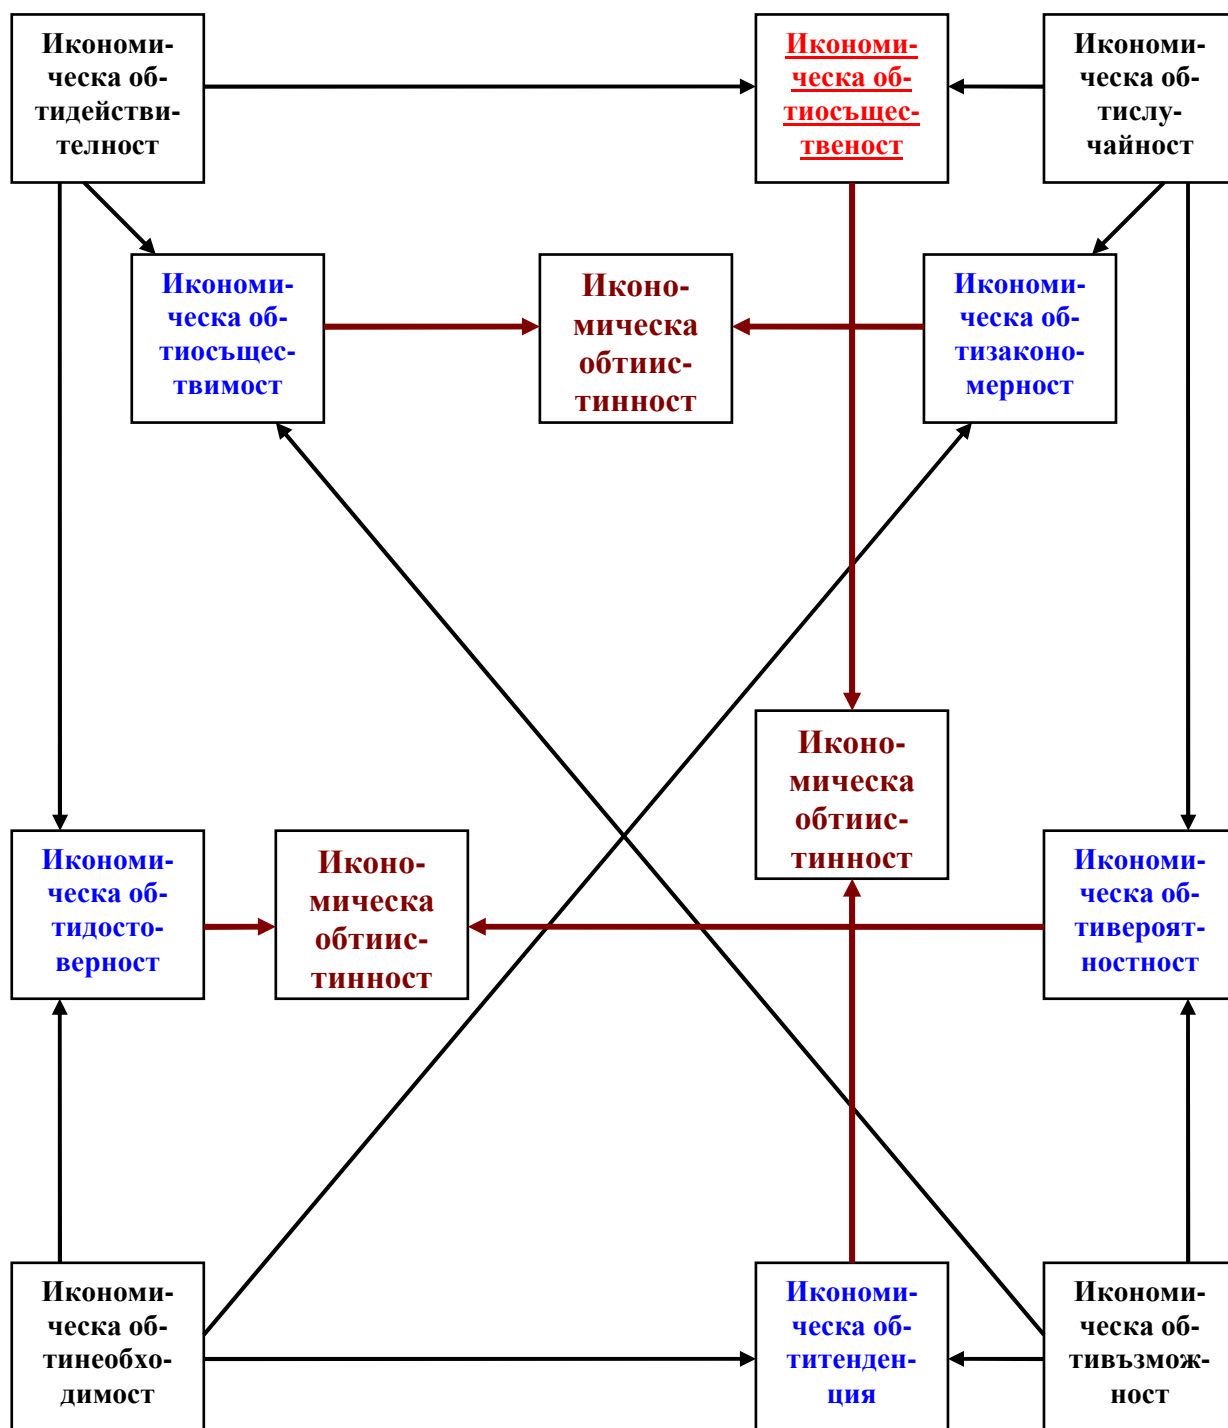 Икономи-
ческа об-
тидействи-
телност
Икономи-
ческа об-
тиосъщес-
твеност
Икономи-
ческа об-
тислу-
чайност
Икономи-
ческа об-
тиосъщес-
твимост
Иконо-
мическа
обтиис-
тинност
Икономи-
ческа об-
тизаконо-
мерност
Иконо-
мическа
обтиис-
тинност
Икономи-
ческа об-
тидосто-
верност
Иконо-
мическа
обтиис-
тинност
Икономи-
ческа об-
тивероят-
ностност
Икономи-
ческа об-
тинеобхо-
димост
Икономи-
ческа об-
титенден-
ция
Икономи-
ческа об-
тивъзмож-
ност